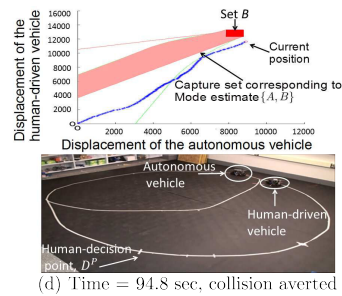 Set B
16000
14000
12000
10000
8000
6000
4000
2000
0
Displacement of the
human-driven vehicle
Current
position
Capture set corresponding to
Mode estimate{A, B}
0 2000 4000 6000 8000 10000 12000
Displacement of the autonomous vehicle
Autonomous
vehicle
Human-driven
vehicle
Human-decision
point, D^P
(d) Time = 94.8 sec, collision averted